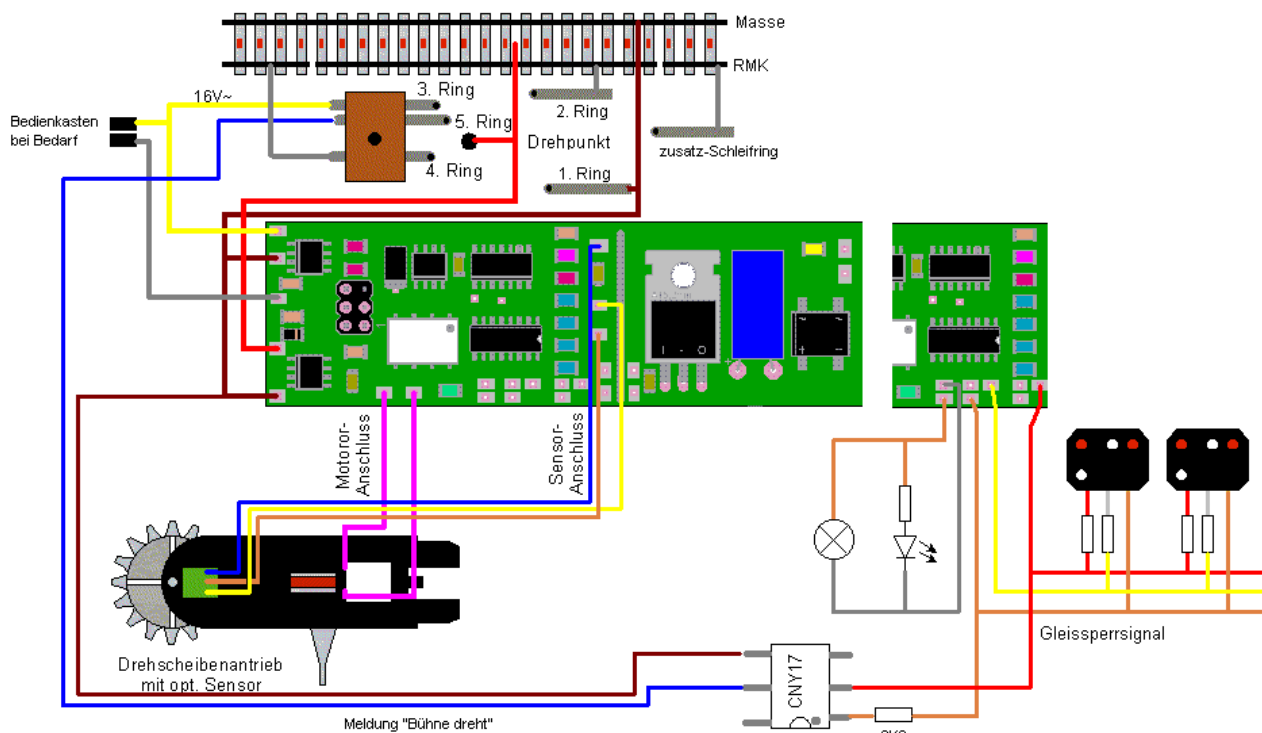 Masse
RMK
16V~
3. Ring
2. Ring
5. Ring
Bedienkasten
bei Bedarf
Drehpunkt
zusatz-Schleifring
4. Ring
1. Ring
Motoror-
Anschluss
Sensor-
Anschluss
Gleissperrsignal
Drehscheibenantrieb
mit opt. Sensor
CNY17
Meldung "Bühne dreht"